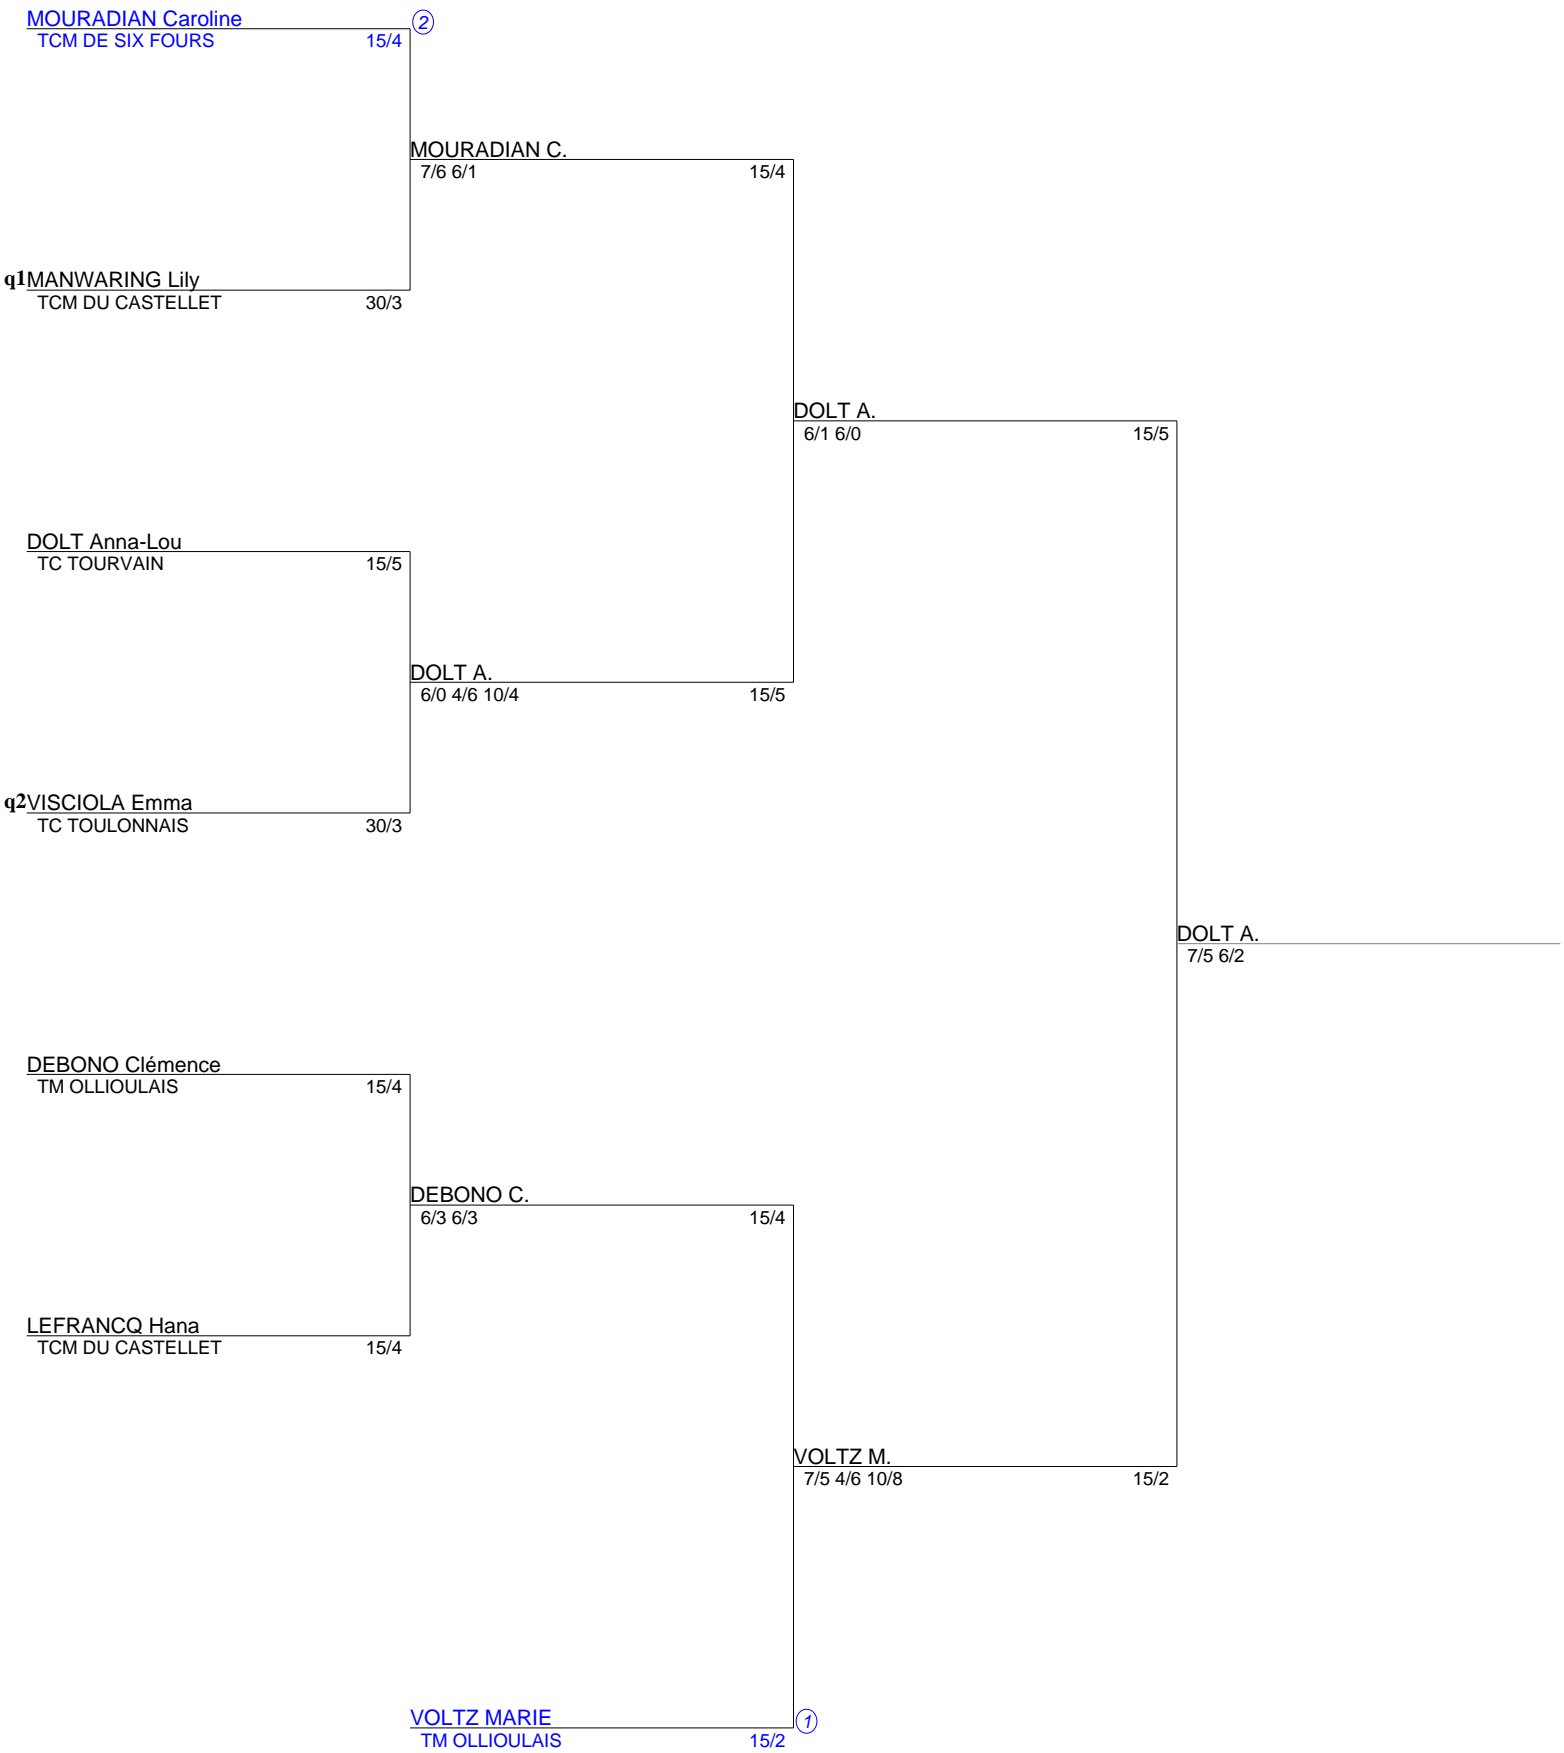 MOURADIAN Caroline
2
TCM DE SIX FOURS 15/4
MOURADIAN C.
7/6 6/1 15/4
q1 MANWARING Lily
TCM DU CASTELLET 30/3
DOLT A.
6/1 6/0 15/5
DOLT Anna-Lou
TC TOURVAIN 15/5
DOLT A.
6/0 4/6 10/4 15/5
q2 VISCIOLA Emma
TC TOULONNAIS 30/3
DOLT A.
7/5 6/2
DEBONO Clémence
TM OLLIOULAIS 15/4
DEBONO C.
6/3 6/3 15/4
LEFRANCQ Hana
TCM DU CASTELLET 15/4
VOLTZ M.
7/5 4/6 10/8 15/2
VOLTZ MARIE
1
TM OLLIOULAIS 15/2